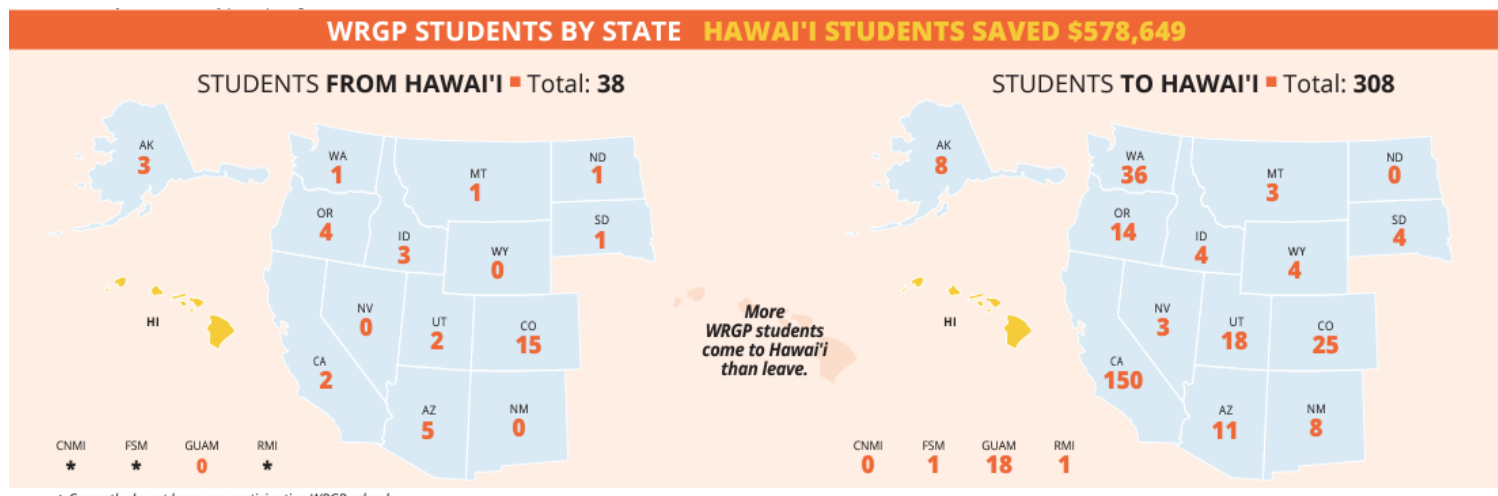 WRGP STUDENTS BY STATE HAWAI'I STUDENTS SAVED $578,649
STUDENTS FROM HAWAI'I ■ Total: 38
AK
3
WA
1
MT
1
ND
1
OR
4
ID
3
SD
1
WY
0
HI
NV
0
UT
2
CO
15
CA
2
AZ
5
NM
0
CNMI
*
FSM
*
GUAM
0
RMI
*
More
WRGP students
come to Hawai'i
than leave.
STUDENTS TO HAWAI'I ■ Total: 308
AK
8
WA
36
MT
3
ND
0
OR
14
ID
4
SD
4
WY
4
HI
NV
3
UT
18
CO
25
CA
150
AZ
11
NM
8
CNMI
0
FSM
1
GUAM
18
RMI
1